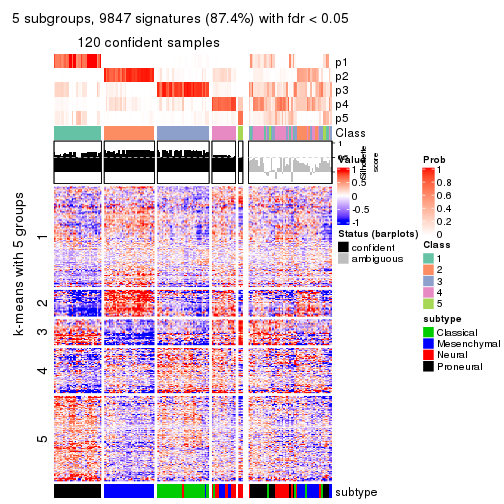 5 subgroups, 9847 signatures (87.4%) with fdr < 0.05
120 confident samples
p1
p2
p3
p4
p5
Class
1
Silhouette
score
k-means with 5 groups
1
2
3
4
5
subtype
Value
1
0.5
0
-0.5
-1
Status (barplots)
confident
ambiguous
Prob
1
0.8
0.6
0.4
0.2
0
Class
1
2
3
4
5
subtype
Classical
Mesenchymal
Neural
Proneural